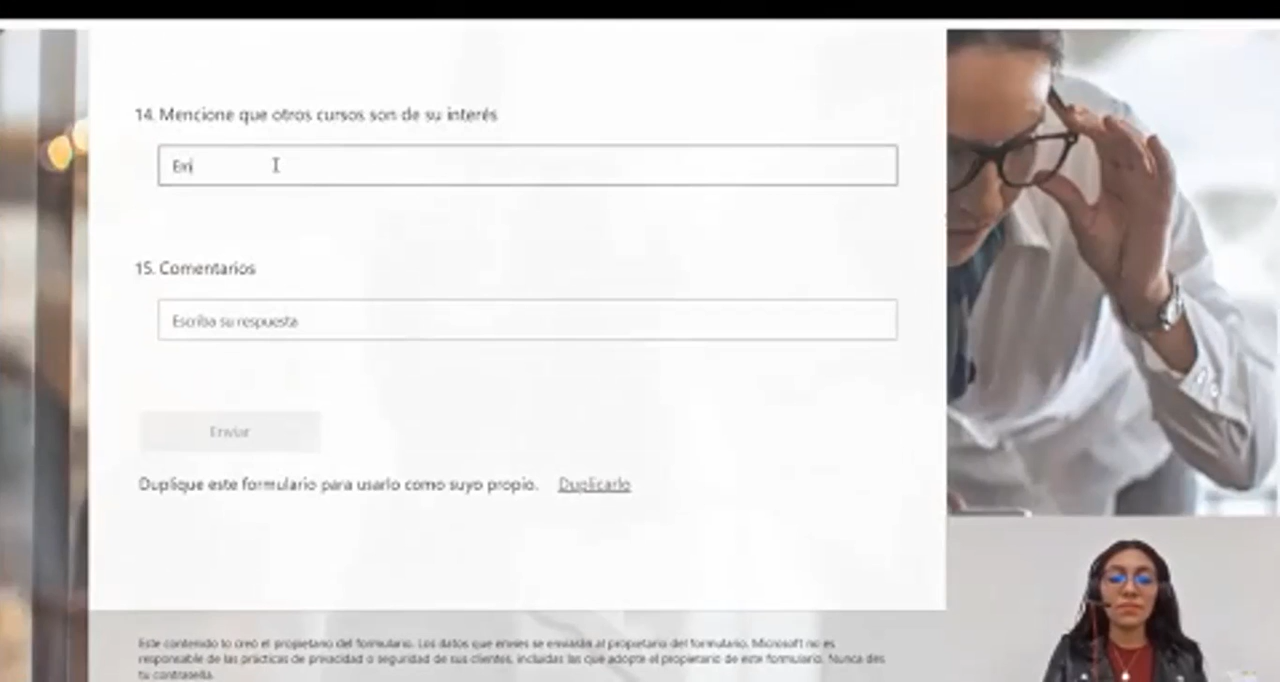 14. Mencione que otros cursos son de su interés
15. Comentarios
Escriba su respuesta
Enviar
Duplique este formulario para usarlo como suyo propio. Duplicarlo
Este contenido lo creó el propietario del formulario. Los datos que envíes se enviarán al propietario del formulario. Microsoft no es
responsable de las prácticas de privacidad o seguridad de sus clientes, incluidas las que adopte el propietario de este formulario. Nunca des
tu contraseña.